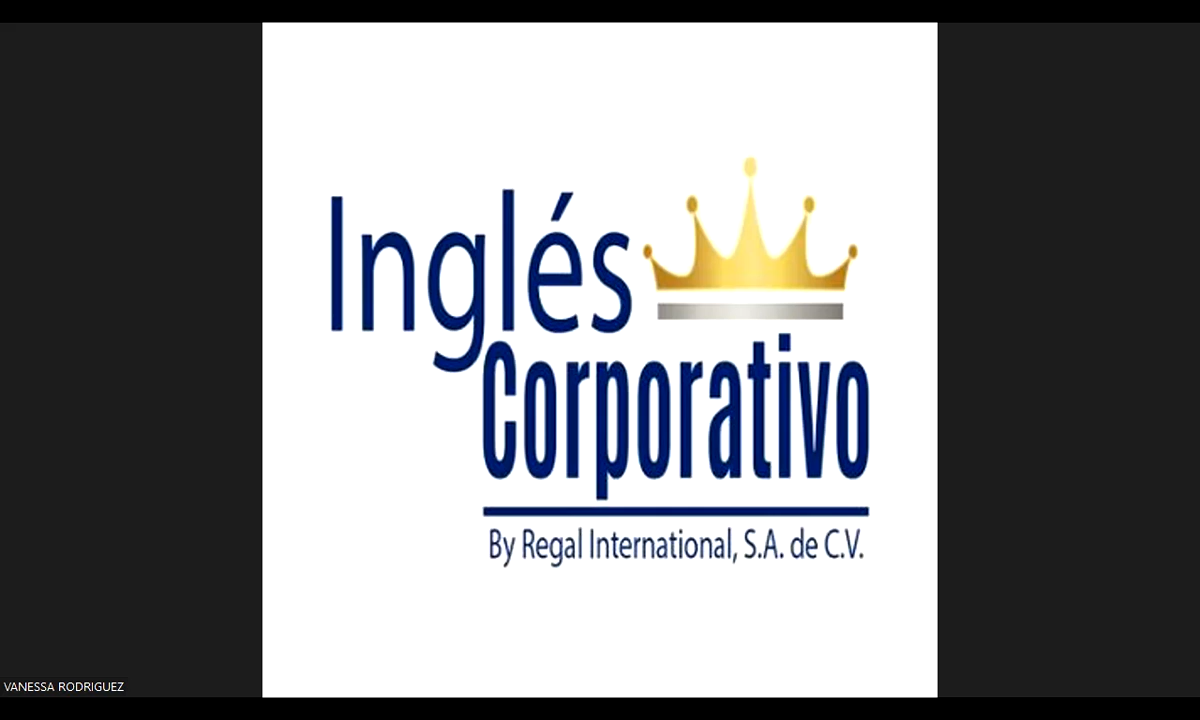 Inglés
Corporativo
By Regal International, S.A. de C.V.
VANESSA RODRIGUEZ